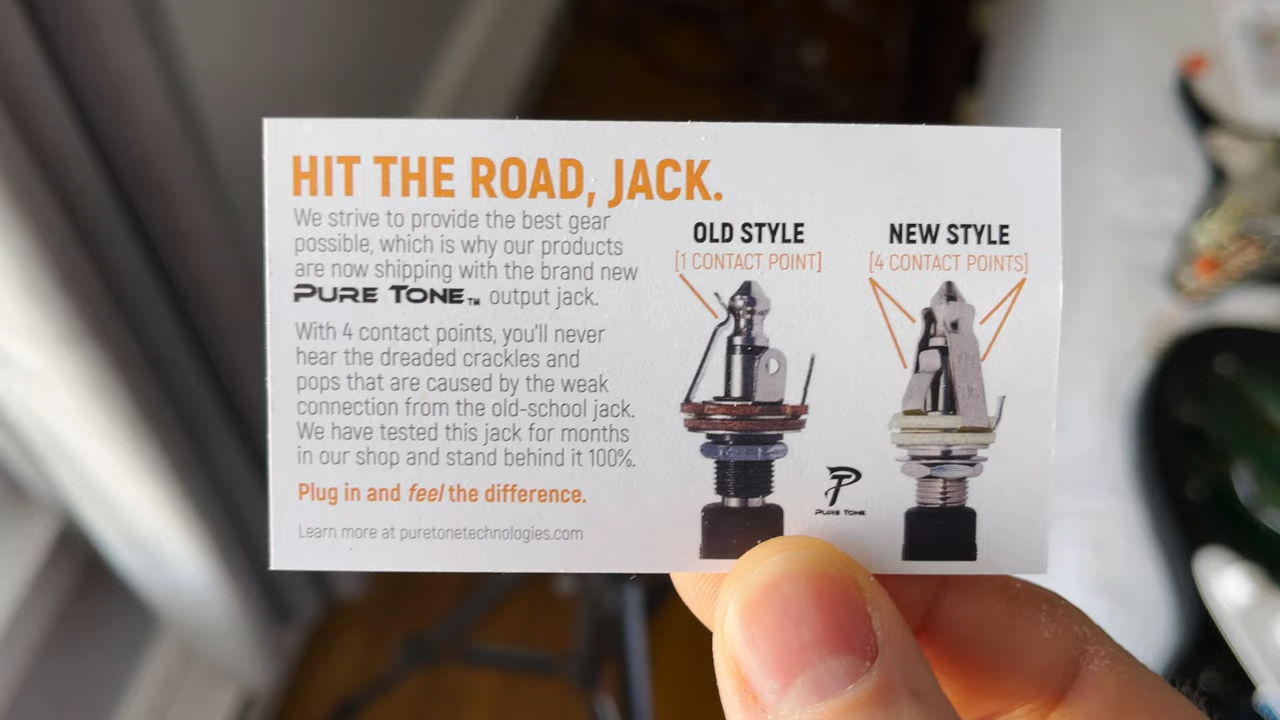 HIT THE ROAD, JACK.
We strive to provide the best gear
possible, which is why our products
are now shipping with the brand new
PURE TONE™ output jack.
With 4 contact points, you'll never
hear the dreaded crackles and
pops that are caused by the weak
connection from the old-school jack.
We have tested this jack for months
in our shop and stand behind it 100%.
Plug in and feel the difference.
Learn more at puretonetechnologies.com
OLD STYLE
[1 CONTACT POINT]
NEW STYLE
[4 CONTACT POINTS]
PURE TONE